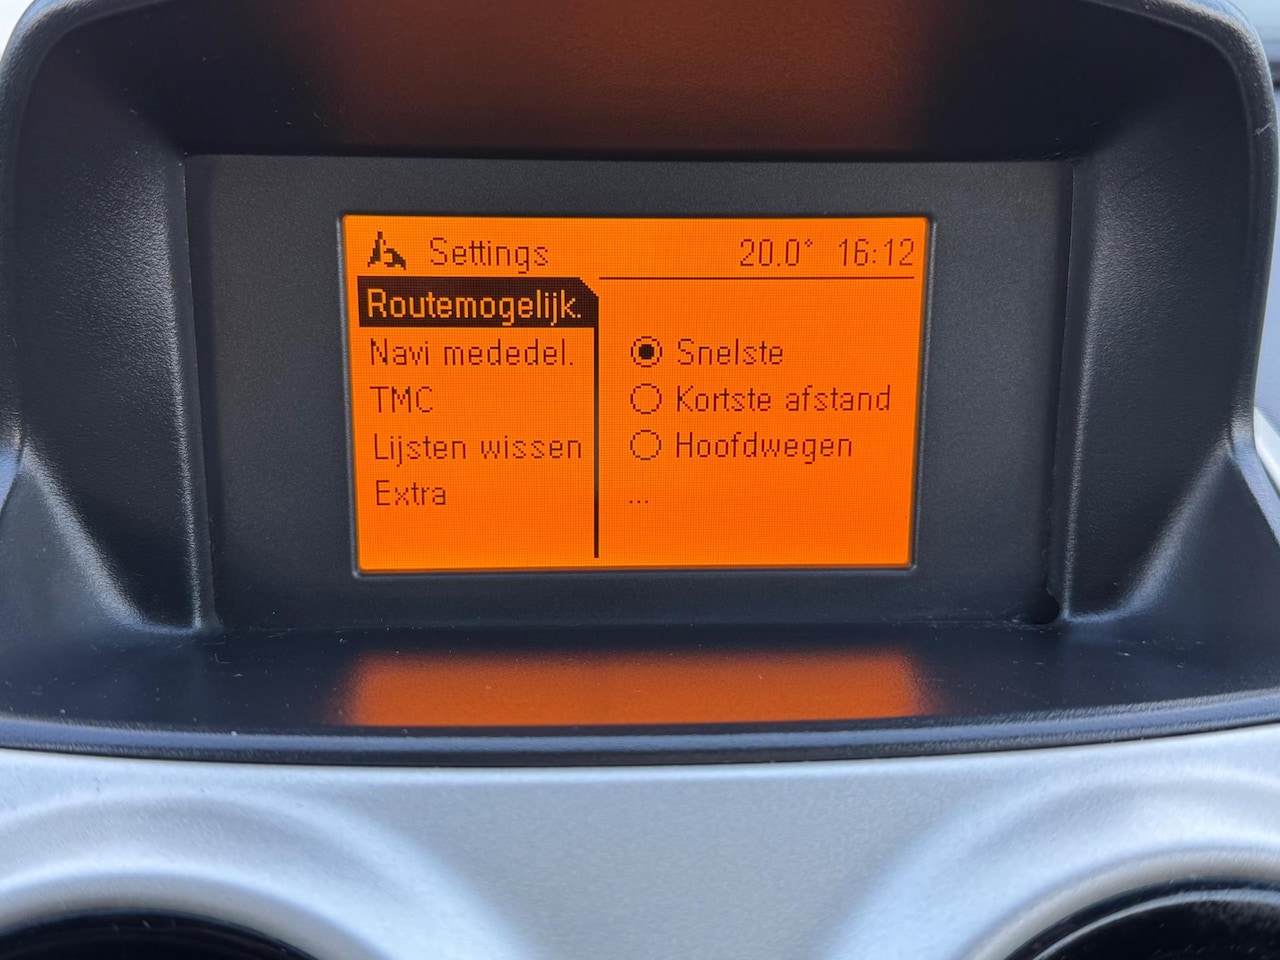 Settings 20.0° 16:12
Routemogelijk.
Navi mededel.
TMC
Lijsten wissen
Extra
Snelste
Kortste afstand
Hoofdwegen
...